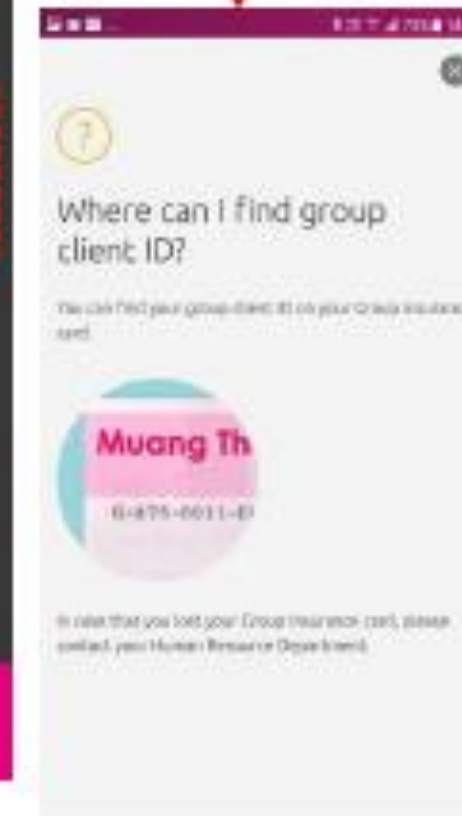 ?
Where can I find group
client ID?
You can find your group client ID on your Group Insurance
card.
Muang Th
In case that you lost your Group Insurance card, please
contact your Human Resource Department.